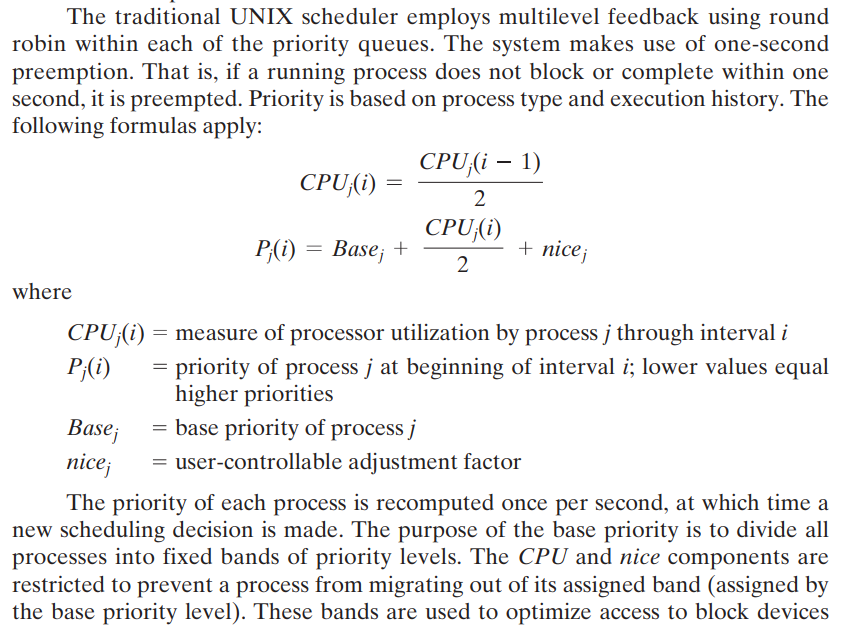 The traditional UNIX scheduler employs multilevel feedback using round
robin within each of the priority queues. The system makes use of one-second
preemption. That is, if a running process does not block or complete within one
second, it is preempted. Priority is based on process type and execution history. The
following formulas apply:
CPU_j(i) = CPU_j(i − 1) / 2
P_j(i) = Base_j + CPU_j(i) / 2 + nice_j
where
CPU_j(i) = measure of processor utilization by process j through interval i
P_j(i) = priority of process j at beginning of interval i; lower values equal
higher priorities
Base_j = base priority of process j
nice_j = user-controllable adjustment factor
The priority of each process is recomputed once per second, at which time a
new scheduling decision is made. The purpose of the base priority is to divide all
processes into fixed bands of priority levels. The CPU and nice components are
restricted to prevent a process from migrating out of its assigned band (assigned by
the base priority level). These bands are used to optimize access to block devices